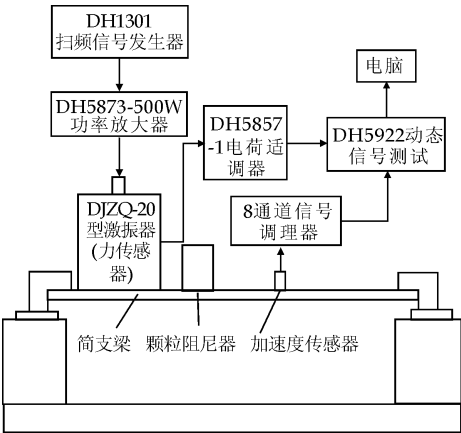 DH1301
扫频信号发生器
DH5873-500W
功率放大器
DJZQ-20
型激振器
(力传感
器)
DH5857
-1电荷适
调器
电脑
DH5922动态
信号测试
8通道信号
调理器
简支梁
颗粒阻尼器
加速度传感器